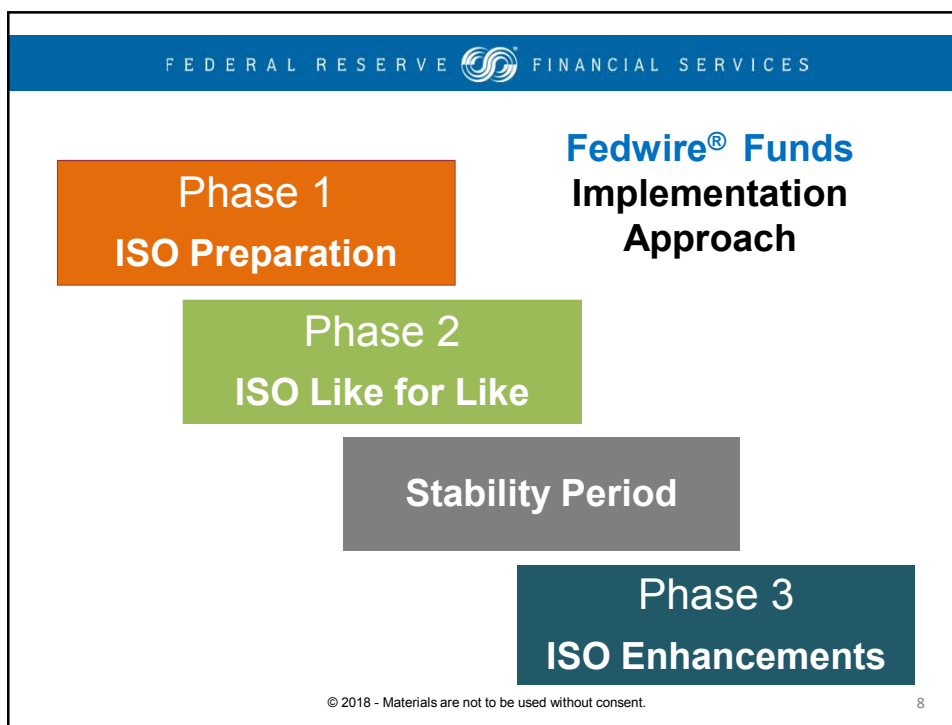 FEDERAL RESERVE FINANCIAL SERVICES
Fedwire® Funds
Implementation
Approach
Phase 1
ISO Preparation
Phase 2
ISO Like for Like
Stability Period
Phase 3
ISO Enhancements
© 2018 - Materials are not to be used without consent.
8